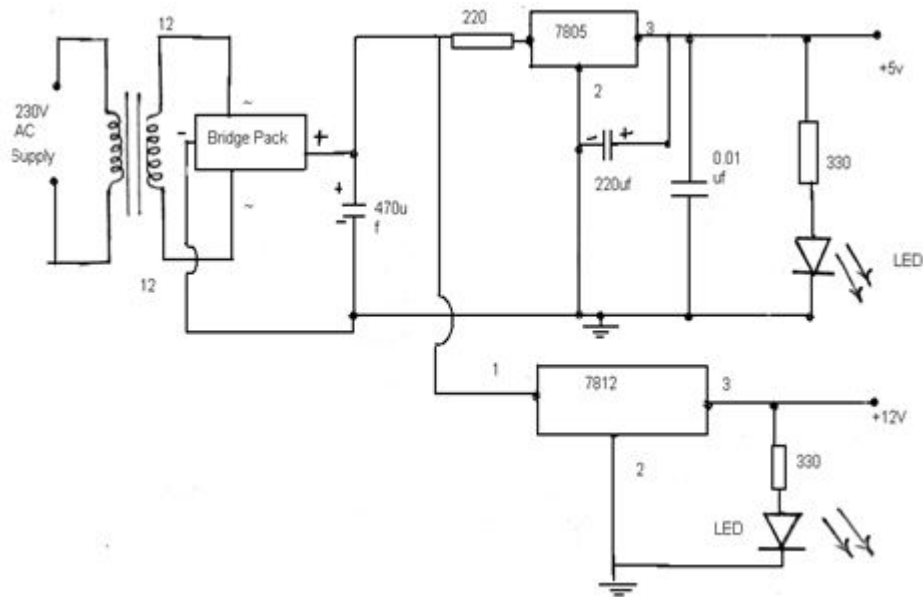 12
220
7805
3
+5v
2
230V
AC
Supply
~
-
Bridge Pack
+
- +
220uf
0.01
uf
330
~
+
-
470u
f
LED
12
1
7812
3
+12V
2
330
LED